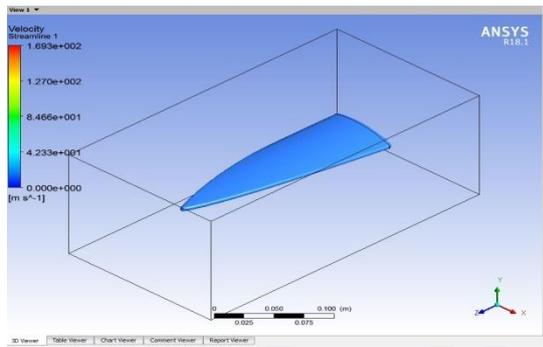 View 1
Velocity
Streamline 1
1.693e+002
1.270e+002
8.466e+001
4.233e+001
0.000e+000
[m s^-1]
ANSYS
R18.1
0 0.050 0.100 (m)
0.025 0.075
Y
Z X
3D Viewer Table Viewer Chart Viewer Comment Viewer Report Viewer